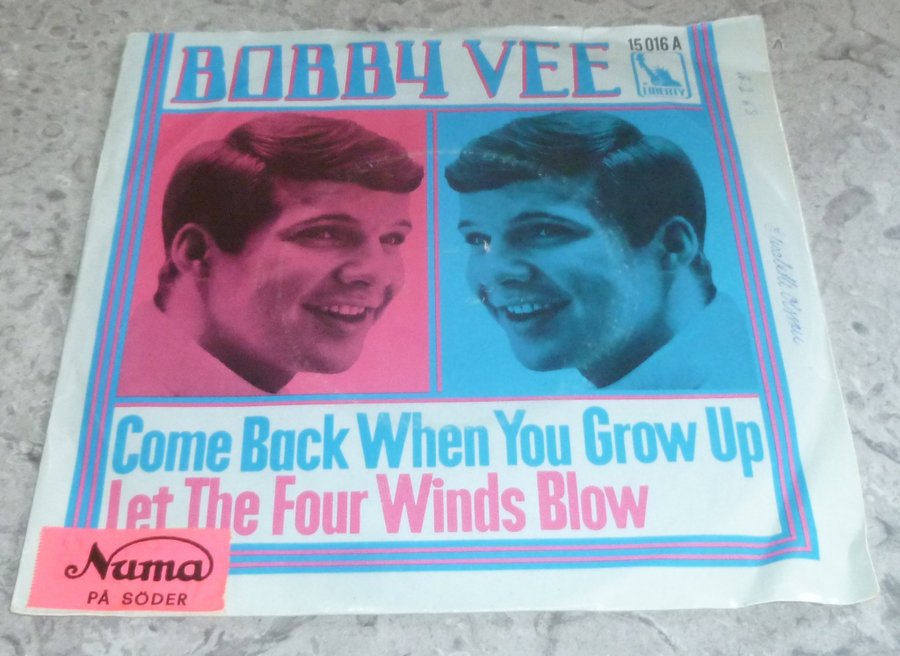 BOBBY VEE
15 016 A
LIBERTY
Come Back When You Grow Up
Let The Four Winds Blow
Numa
PÅ SÖDER